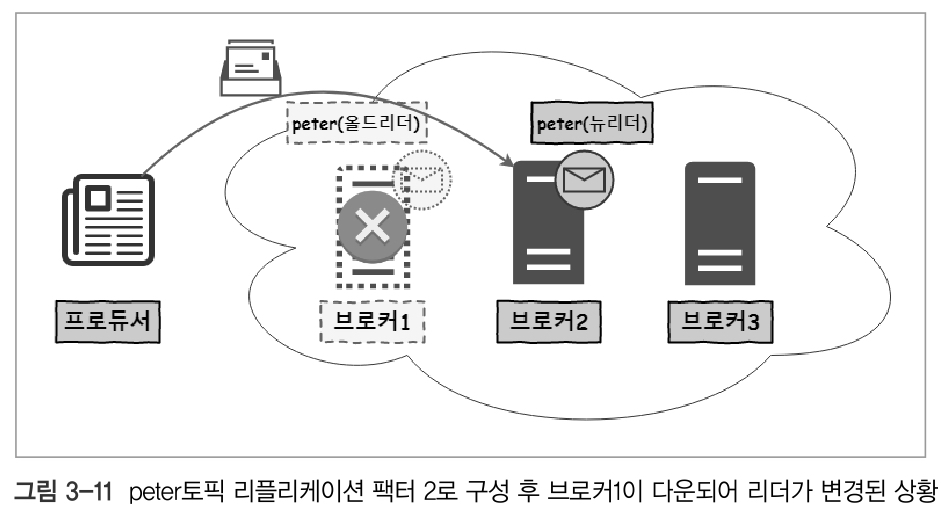 peter(올드리더)
peter(뉴리더)
프로듀서
브로커1
브로커2
브로커3
그림 3-11 peter토픽 리플리케이션 팩터 2로 구성 후 브로커1이 다운되어 리더가 변경된 상황